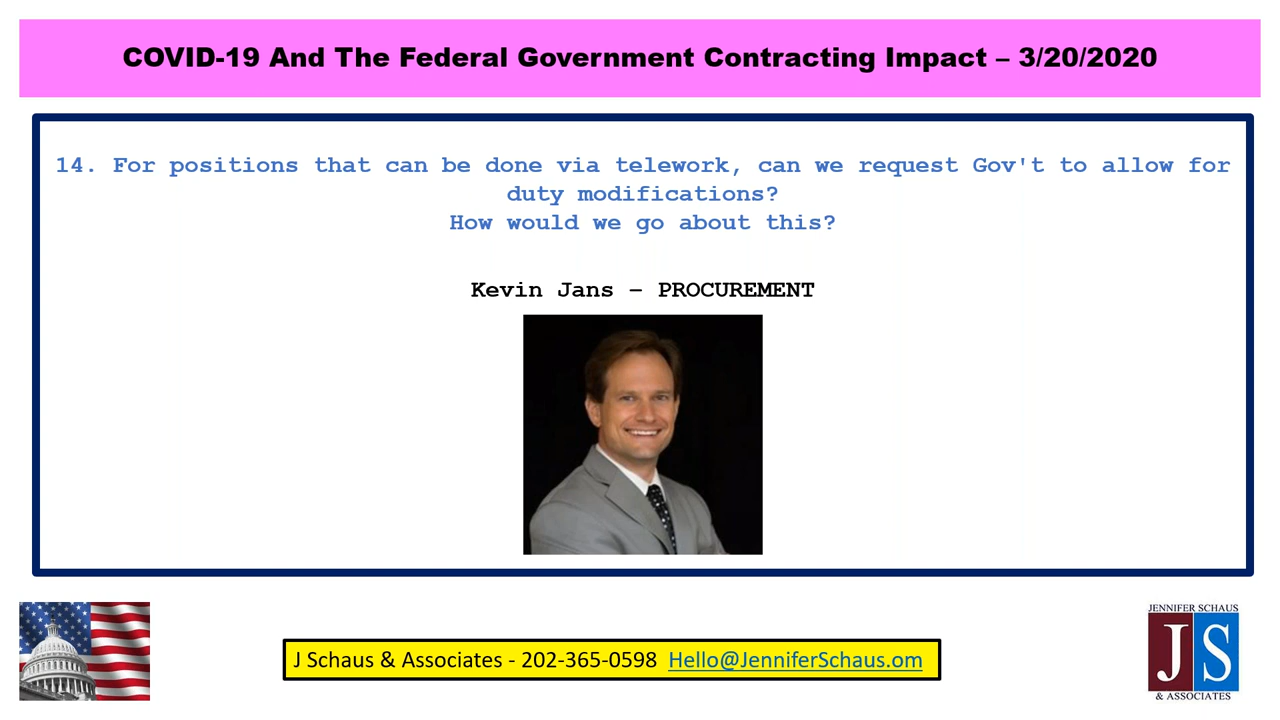 COVID-19 And The Federal Government Contracting Impact – 3/20/2020
14. For positions that can be done via telework, can we request Gov't to allow for
duty modifications?
How would we go about this?
Kevin Jans – PROCUREMENT
J Schaus & Associates - 202-365-0598 Hello@JenniferSchaus.om
JENNIFER SCHAUS
JS
& ASSOCIATES